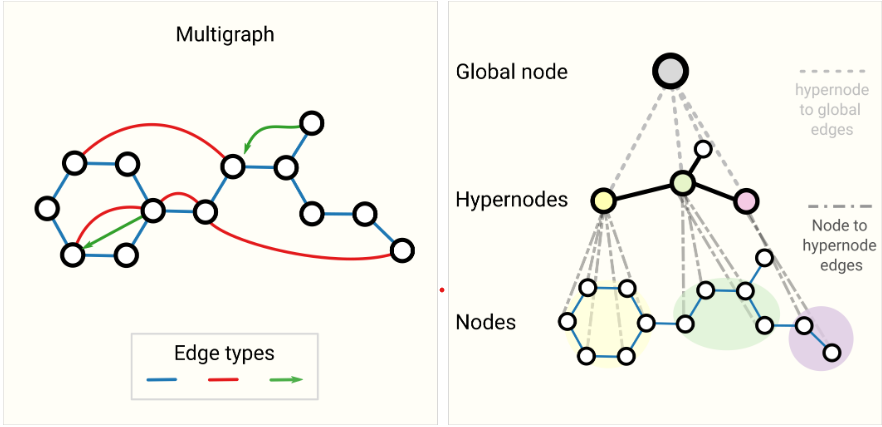 Multigraph
Edge types
Global node
hypernode
to global
edges
Hypernodes
Node to
hypernode
edges
Nodes